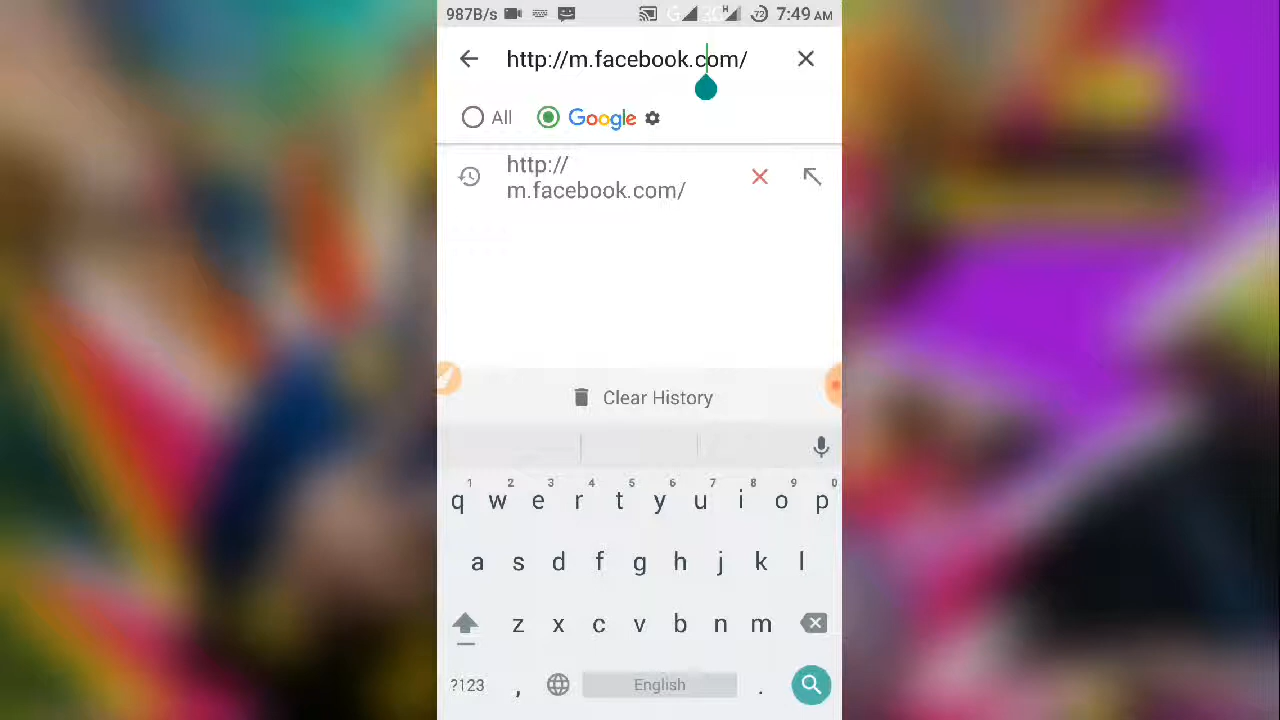 987B/s 72 7:49 AM
http://m.facebook.com/
All Google
http://
m.facebook.com/
Clear History
1 2 3 4 5 6 7 8 9 0
q w e r t y u i o p
a s d f g h j k l
z x c v b n m
?123 , English .